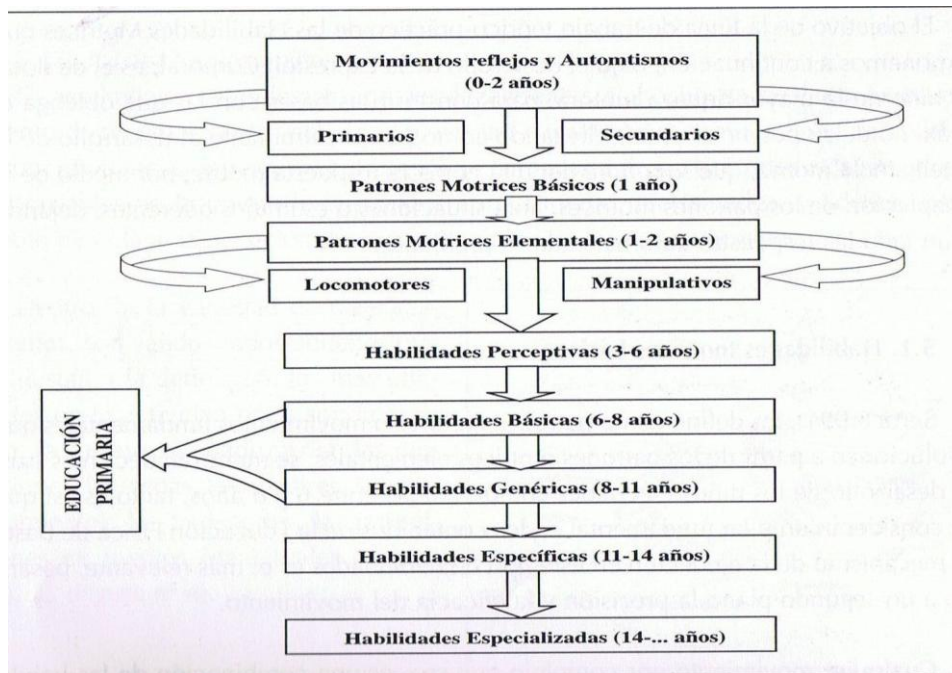 Movimientos reflejos y Automtismos
(0-2 años)
Primarios
Secundarios
Patrones Motrices Básicos (1 año)
Patrones Motrices Elementales (1-2 años)
Locomotores
Manipulativos
Habilidades Perceptivas (3-6 años)
Habilidades Básicas (6-8 años)
EDUCACIÓN
PRIMARIA
Habilidades Genéricas (8-11 años)
Habilidades Específicas (11-14 años)
Habilidades Especializadas (14-... años)